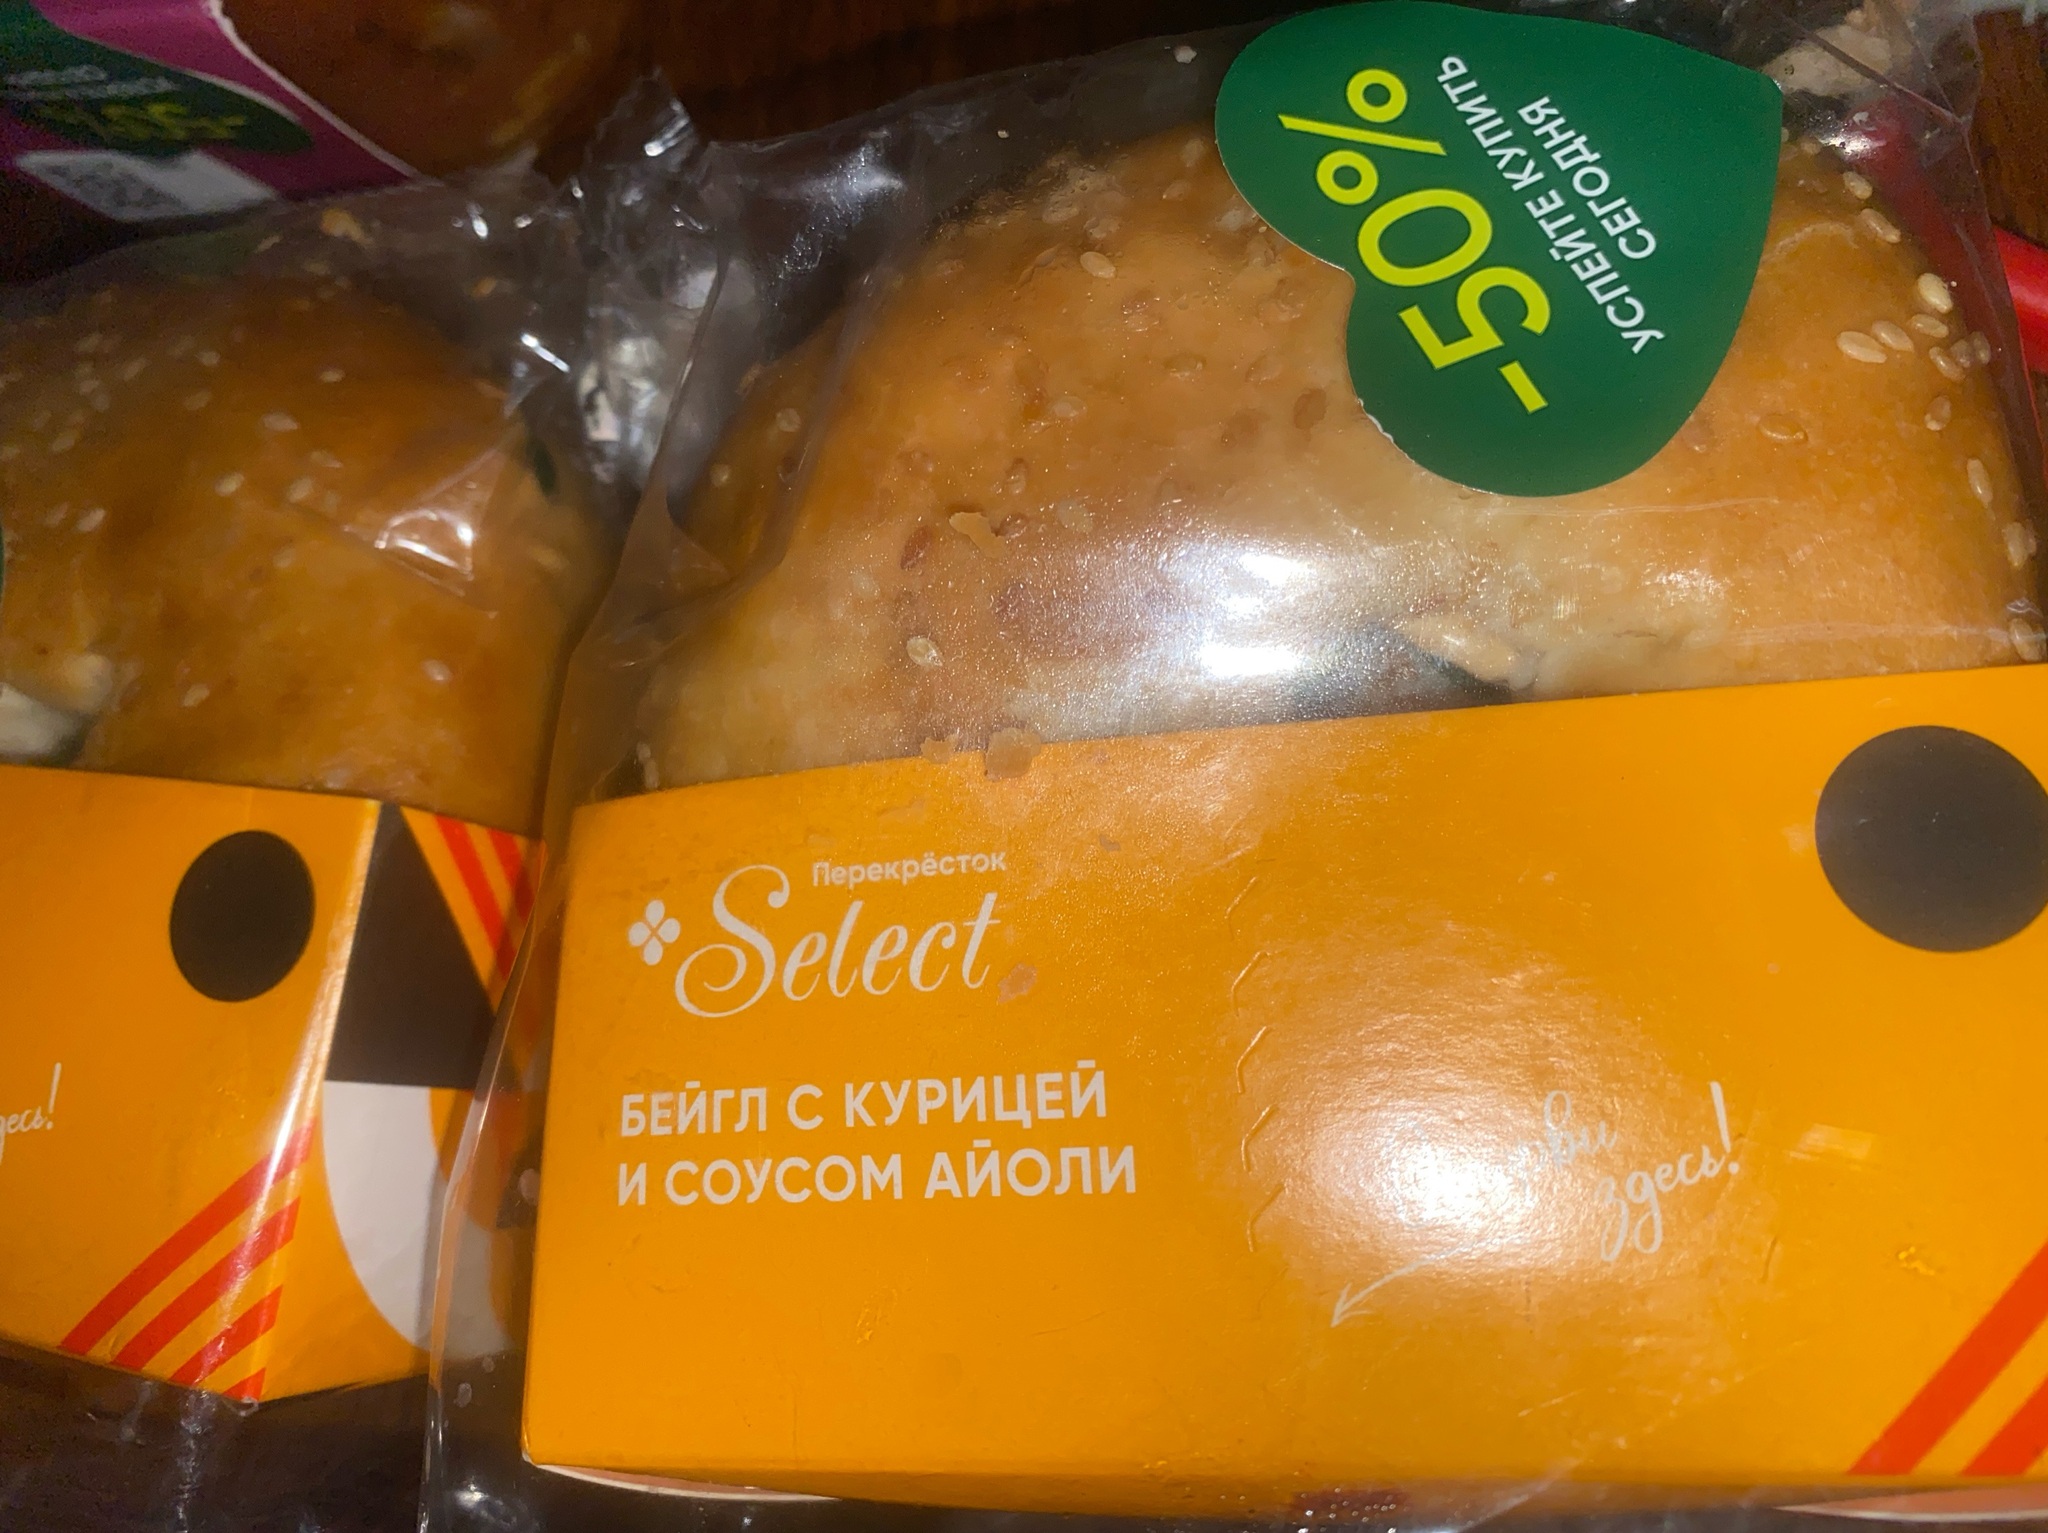 -50%
УСПЕЙТЕ КУПИТЬ
СЕГОДНЯ
Перекрёсток
Select
БЕЙГЛ С КУРИЦЕЙ
И СОУСОМ АЙОЛИ
здесь!